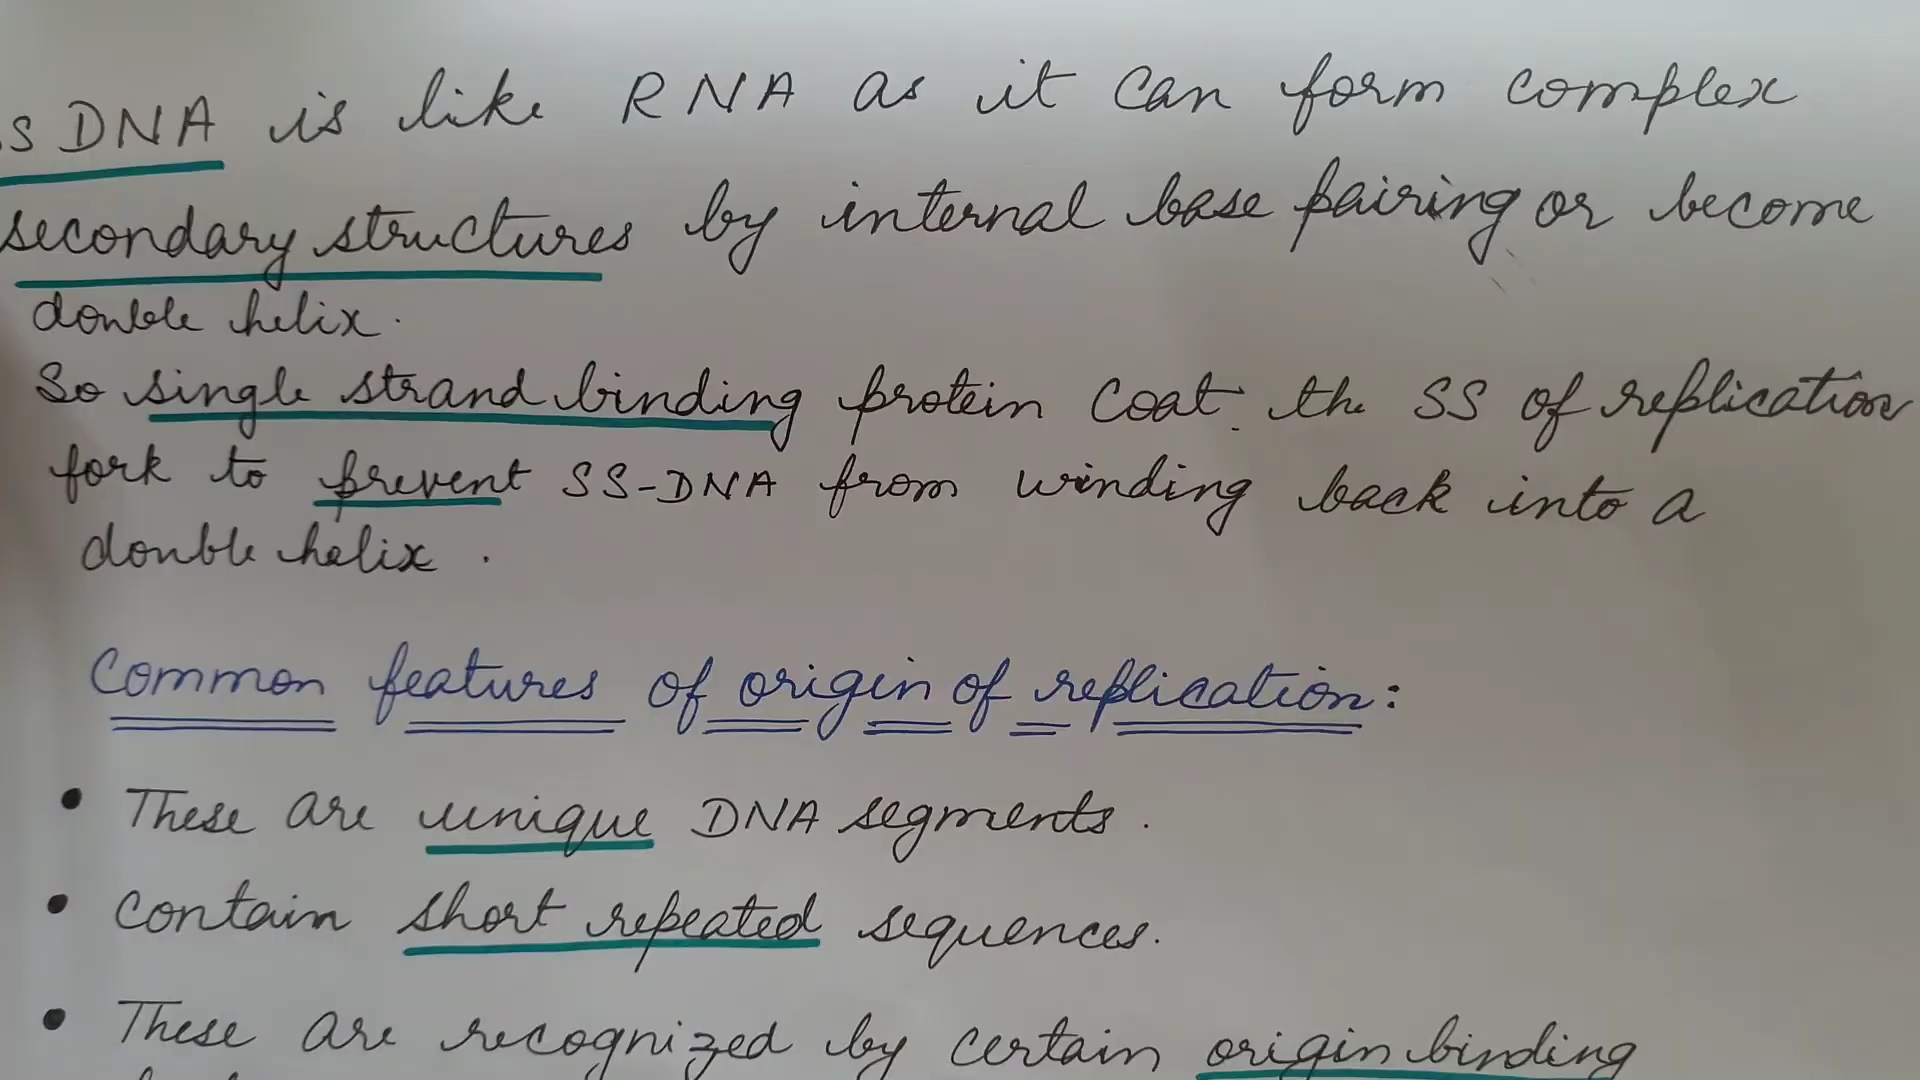 SDNA is like RNA as it can form complex
secondary structures by internal base pairing or become
double helix.
So single strand binding protein coat the SS of replication
fork to prevent SS-DNA from winding back into a
double helix.
Common features of origin of replication:
• These are unique DNA segments.
• contain short repeated sequences.
• These are recognized by certain origin binding